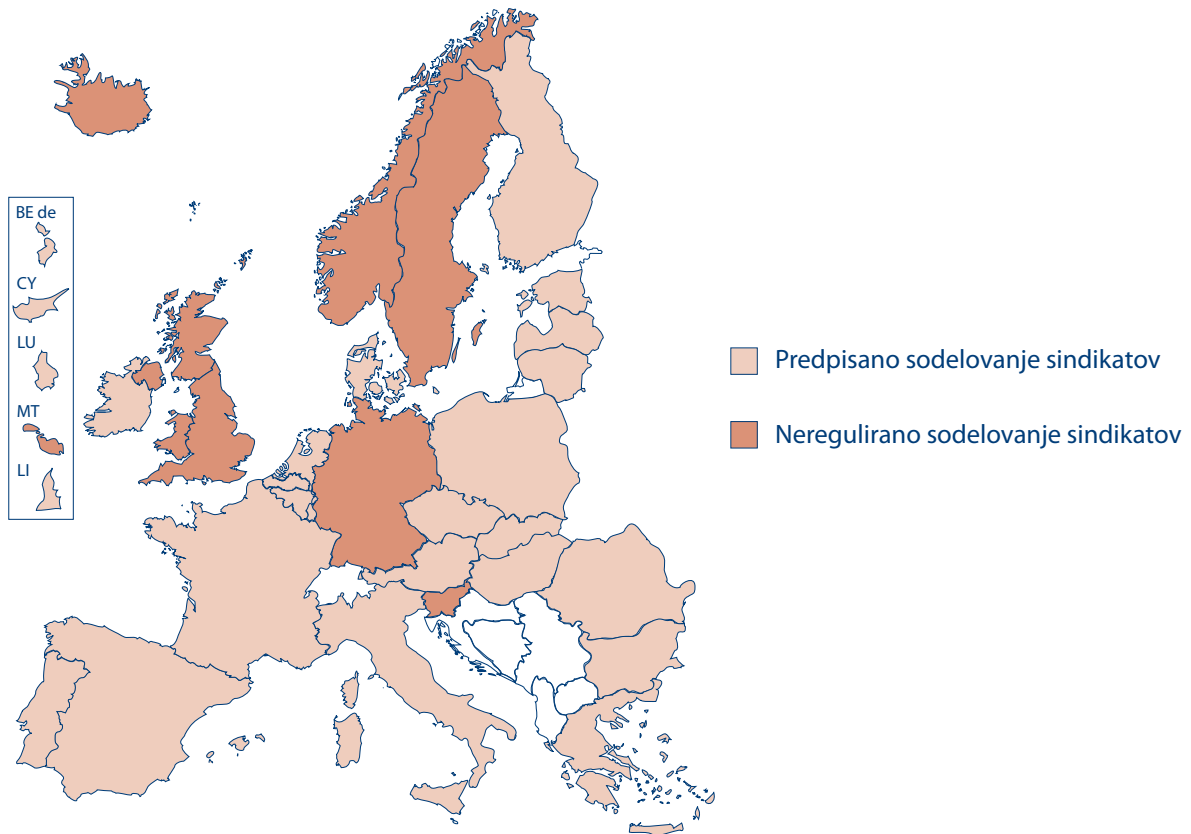 BE de
CY
LU
MT
LI
Predpisano sodelovanje sindikatov
Neregulirano sodelovanje sindikatov